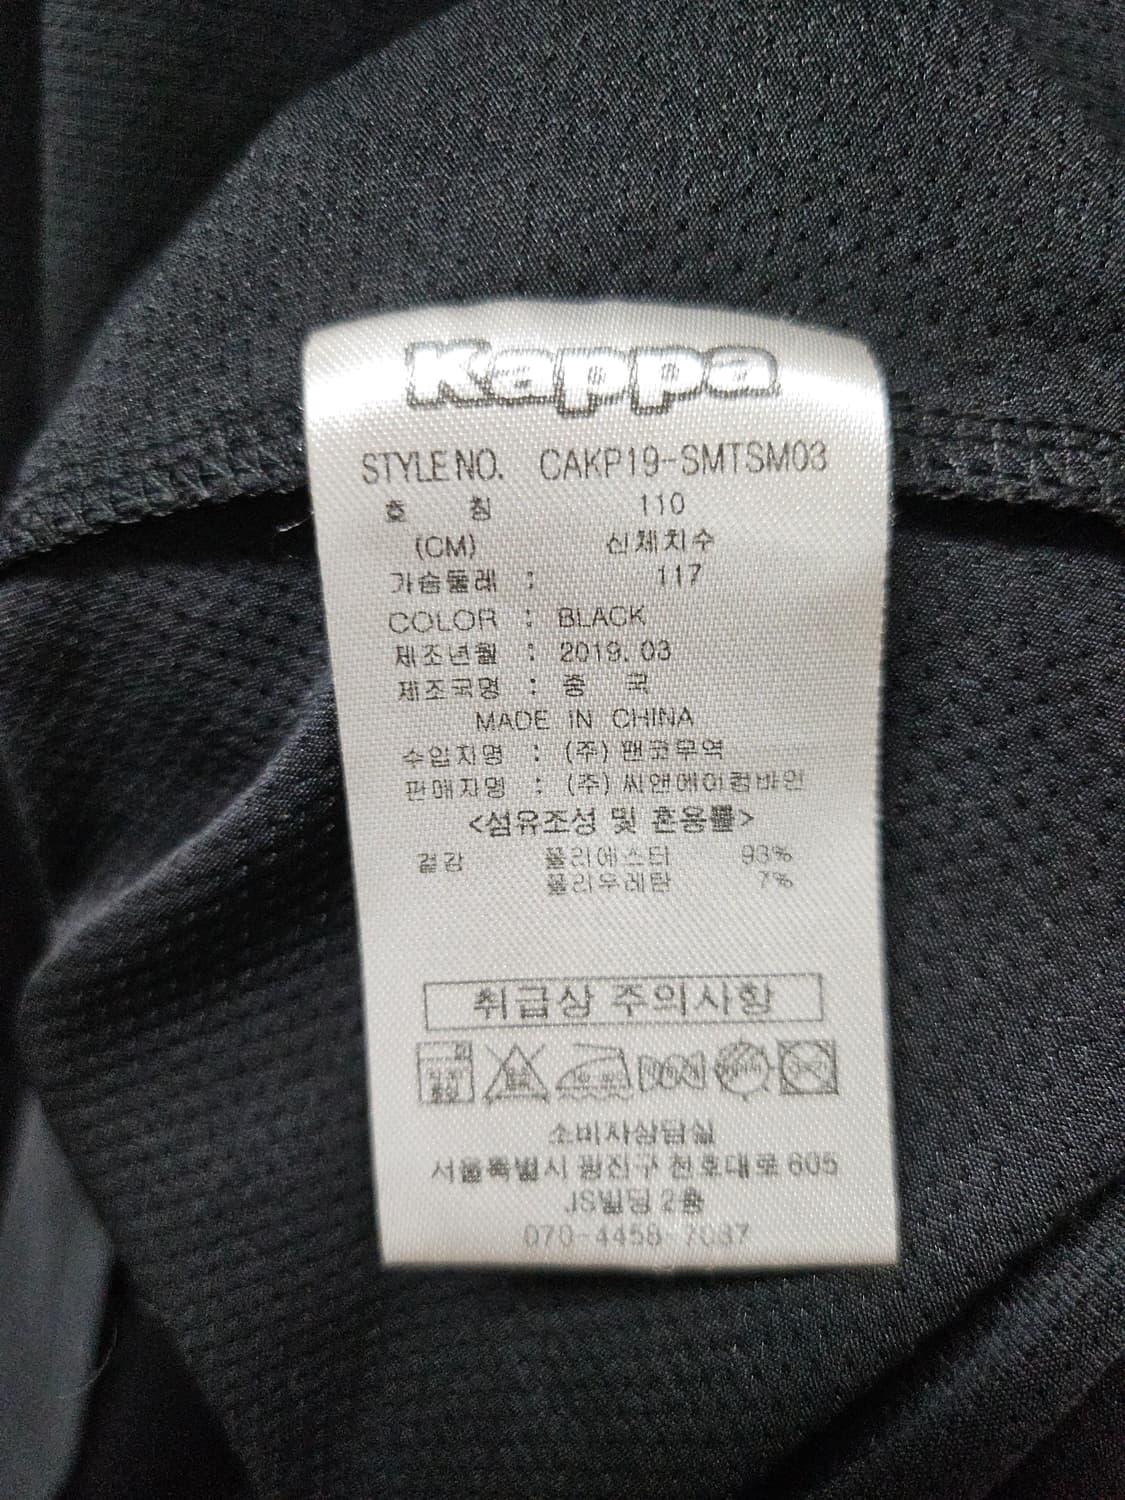 Kappa
STYLE NO. CAKP19-SMTSM03
호 칭 110
(CM) 신체치수
가슴둘레 : 117
COLOR : BLACK
제조년월 : 2019. 03
제조국명 : 중 국
MADE IN CHINA
수입자명 : (주) 팬코무역
판매자명 : (주) 씨앤에이컴바인
<섬유조성 및 혼용률>
겉감 폴리에스터 93%
폴리우레탄 7%
취급상 주의사항
소비자상담실
서울특별시 광진구 천호대로 605
JS빌딩 2층
070-4458-7087